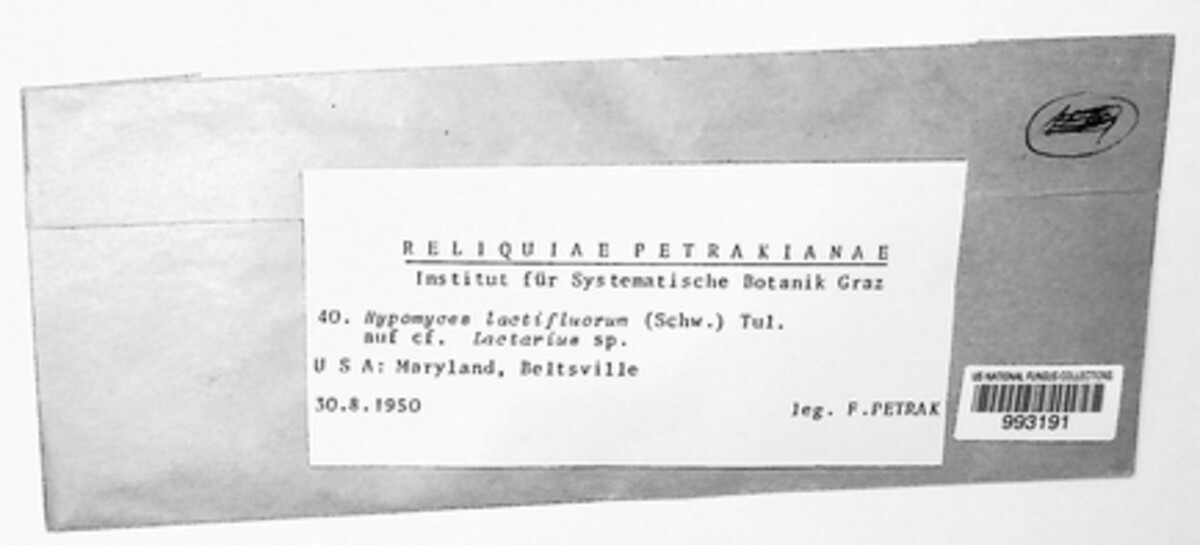 RELIQUIAE PETRAKIANAE
Institut für Systematische Botanik Graz
40. Hypomyces lactifluorum (Schw.) Tul.
auf cf. Lactarius sp.
U S A: Maryland, Beltsville
30.8.1950 leg. F.PETRAK
US NATIONAL FUNGUS COLLECTIONS
993191